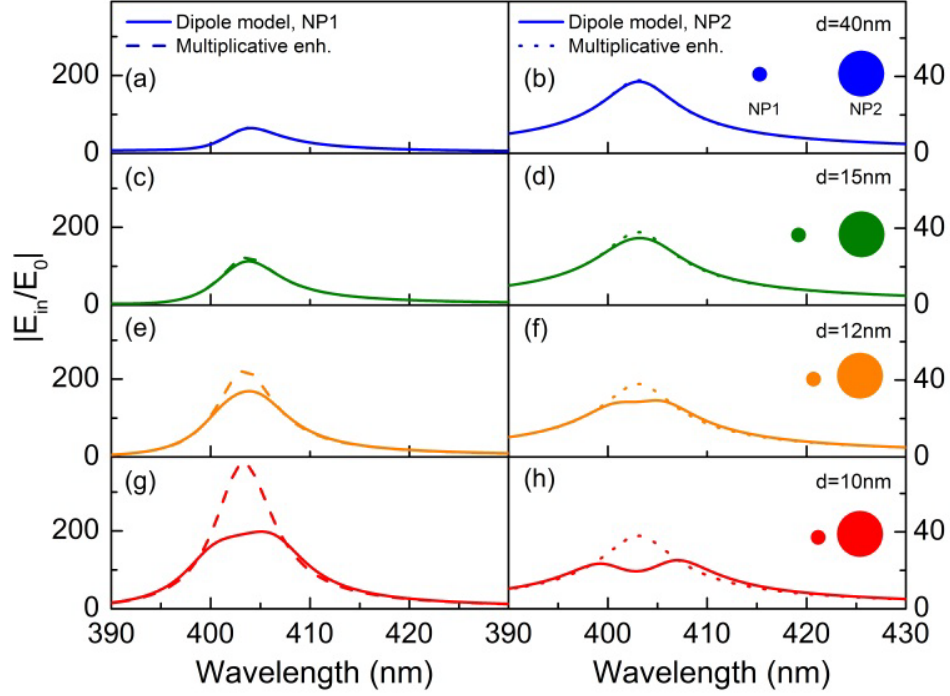 Dipole model, NP1
Multiplicative enh.
Dipole model, NP2
Multiplicative enh.
d=40nm
(a)
(b)
NP1
NP2
200
0
40
0
(c)
(d)
d=15nm
200
0
40
0
(e)
(f)
d=12nm
200
0
40
0
(g)
(h)
d=10nm
200
0
40
0
|E_in/E_0|
390 400 410 420 390 400 410 420 430
Wavelength (nm) Wavelength (nm)